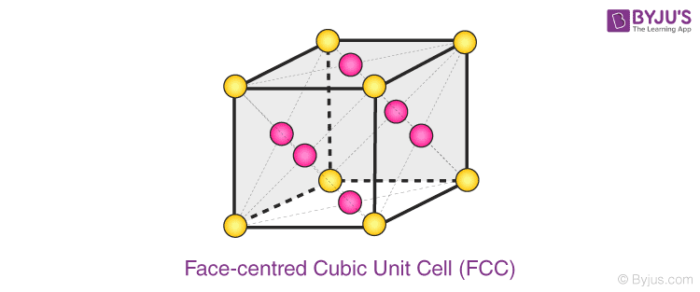 BYJU'S
The Learning App
Face-centred Cubic Unit Cell (FCC)
© Byjus.com